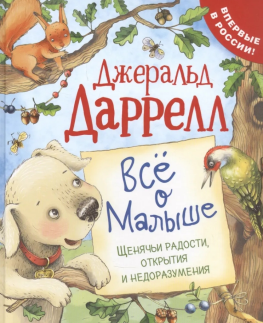 ВПЕРВЫЕ
В РОССИИ!
Джеральд
Даррелл
Всё о
Малыше
Щенячьи радости,
открытия
и недоразумения